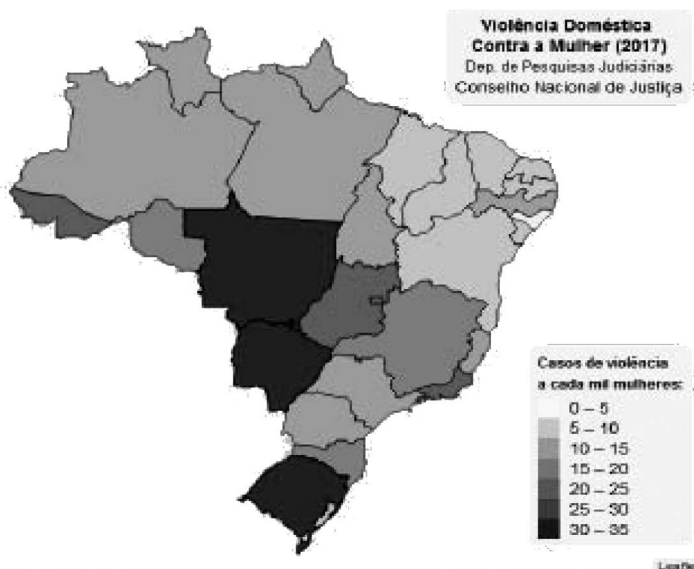 Violência Doméstica
Contra a Mulher (2017)
Dep. de Pesquisas Judiciárias
Conselho Nacional de Justiça
Casos de violência
a cada mil mulheres:
0 – 5
5 – 10
10 – 15
15 – 20
20 – 25
25 – 30
30 – 35